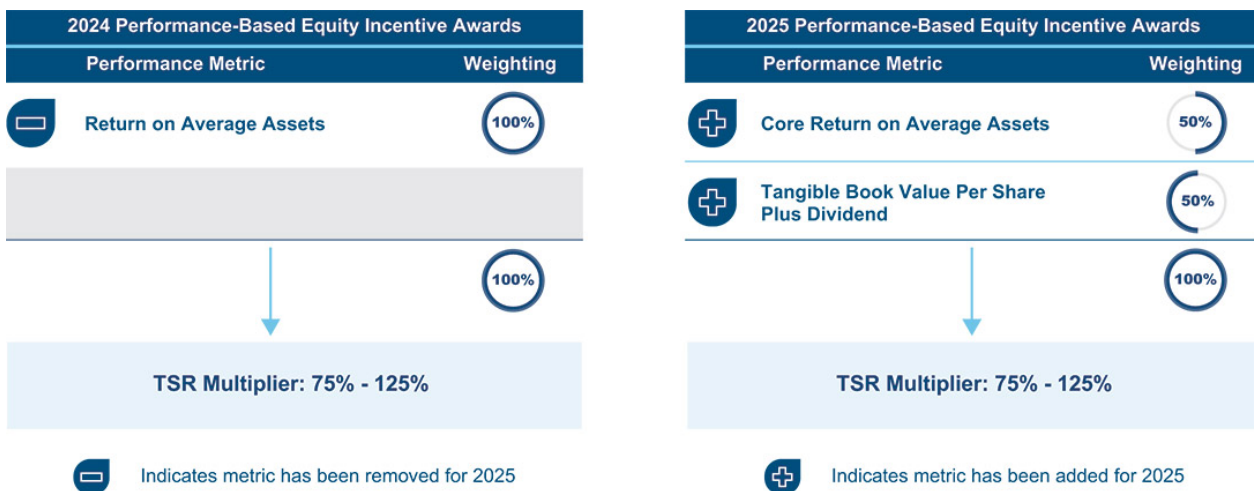 2024 Performance-Based Equity Incentive Awards
Performance Metric Weighting
Return on Average Assets 100%
100%
TSR Multiplier: 75% - 125%
Indicates metric has been removed for 2025
2025 Performance-Based Equity Incentive Awards
Performance Metric Weighting
Core Return on Average Assets 50%
Tangible Book Value Per Share
Plus Dividend 50%
100%
TSR Multiplier: 75% - 125%
Indicates metric has been added for 2025